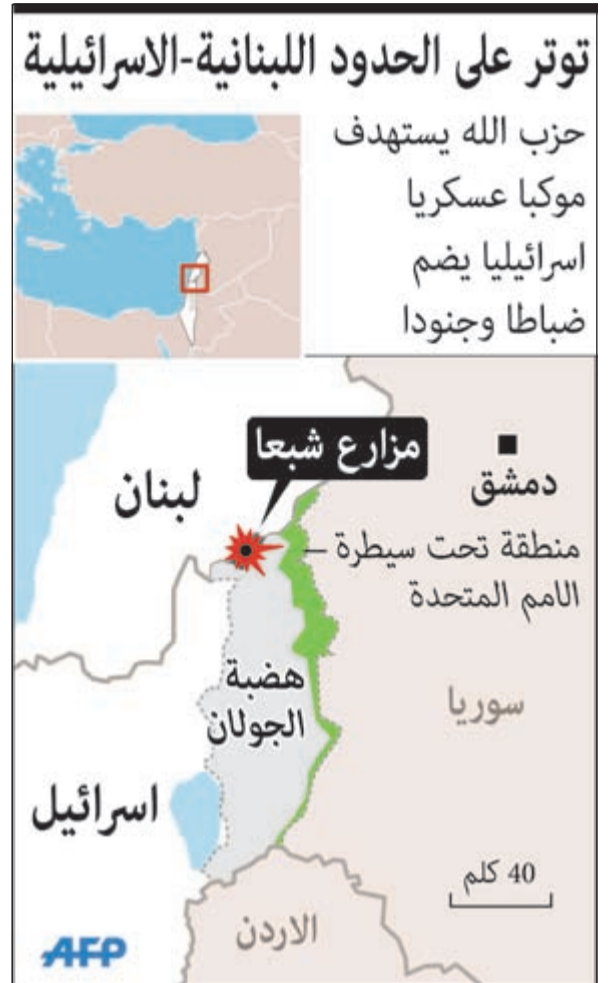 توتر على الحدود اللبنانية-الاسرائيلية
حزب الله يستهدف
موكبا عسكريا
اسرائيليا يضم
ضباطا وجنودا
مزارع شبعا
لبنان
دمشق
منطقة تحت سيطرة
الامم المتحدة
هضبة
الجولان
سوريا
اسرائيل
40 كلم
الاردن
AFP